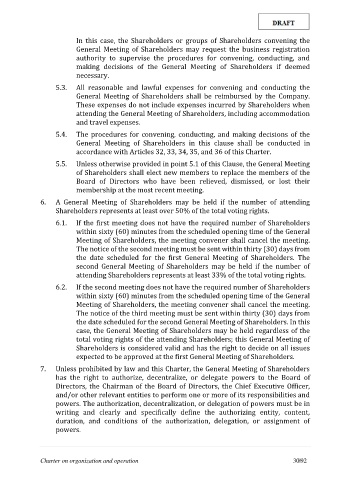 DRAFT
In this case, the Shareholders or groups of Shareholders convening the
General Meeting of Shareholders may request the business registration
authority to supervise the procedures for convening, conducting, and
making decisions of the General Meeting of Shareholders if deemed
necessary.
5.3. All reasonable and lawful expenses for convening and conducting the
General Meeting of Shareholders shall be reimbursed by the Company.
These expenses do not include expenses incurred by Shareholders when
attending the General Meeting of Shareholders, including accommodation
and travel expenses.
5.4. The procedures for convening, conducting, and making decisions of the
General Meeting of Shareholders in this clause shall be conducted in
accordance with Articles 32, 33, 34, 35, and 36 of this Charter.
5.5. Unless otherwise provided in point 5.1 of this Clause, the General Meeting
of Shareholders shall elect new members to replace the members of the
Board of Directors who have been relieved, dismissed, or lost their
membership at the most recent meeting.
6. A General Meeting of Shareholders may be held if the number of attending
Shareholders represents at least over 50% of the total voting rights.
6.1. If the first meeting does not have the required number of Shareholders
within sixty (60) minutes from the scheduled opening time of the General
Meeting of Shareholders, the meeting convener shall cancel the meeting.
The notice of the second meeting must be sent within thirty (30) days from
the date scheduled for the first General Meeting of Shareholders. The
second General Meeting of Shareholders may be held if the number of
attending Shareholders represents at least 33% of the total voting rights.
6.2. If the second meeting does not have the required number of Shareholders
within sixty (60) minutes from the scheduled opening time of the General
Meeting of Shareholders, the meeting convener shall cancel the meeting.
The notice of the third meeting must be sent within thirty (30) days from
the date scheduled for the second General Meeting of Shareholders. In this
case, the General Meeting of Shareholders may be held regardless of the
total voting rights of the attending Shareholders; this General Meeting of
Shareholders is considered valid and has the right to decide on all issues
expected to be approved at the first General Meeting of Shareholders.
7. Unless prohibited by law and this Charter, the General Meeting of Shareholders
has the right to authorize, decentralize, or delegate powers to the Board of
Directors, the Chairman of the Board of Directors, the Chief Executive Officer,
and/or other relevant entities to perform one or more of its responsibilities and
powers. The authorization, decentralization, or delegation of powers must be in
writing and clearly and specifically define the authorizing entity, content,
duration, and conditions of the authorization, delegation, or assignment of
powers.
Charter on organization and operation 30/92